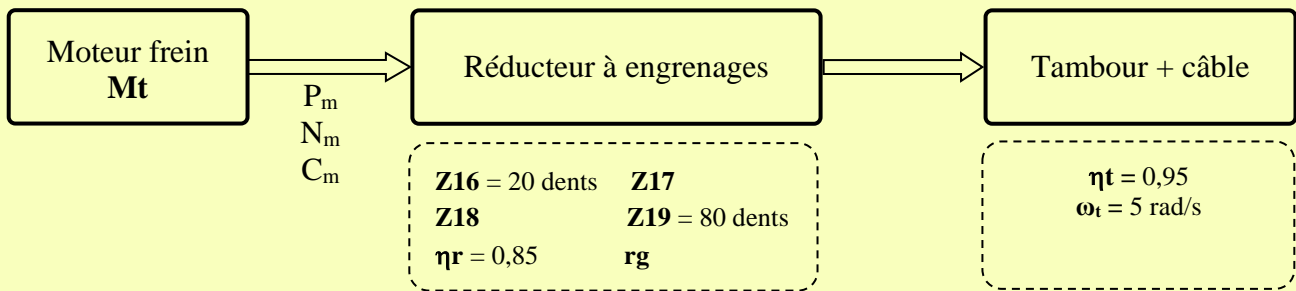 Moteur frein
Mt
Réducteur à engrenages
Tambour + câble
Pm
Nm
Cm
Z16 = 20 dents Z17
Z18 Z19 = 80 dents
ηr = 0,85 rg
ηt = 0,95
ωt = 5 rad/s